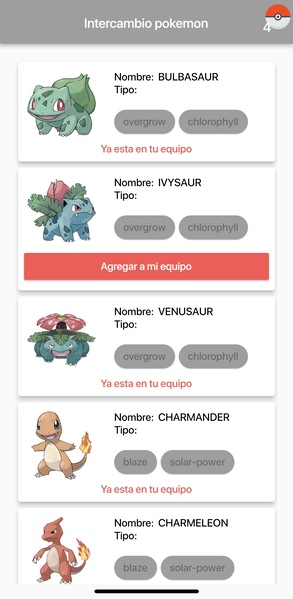 Intercambio pokemon
4
Nombre: BULBASAUR
Tipo:
overgrow chlorophyll
Ya esta en tu equipo
Nombre: IVYSAUR
Tipo:
overgrow chlorophyll
Agregar a mi equipo
Nombre: VENUSAUR
Tipo:
overgrow chlorophyll
Ya esta en tu equipo
Nombre: CHARMANDER
Tipo:
blaze solar-power
Ya esta en tu equipo
Nombre: CHARMELEON
Tipo:
blaze solar-power